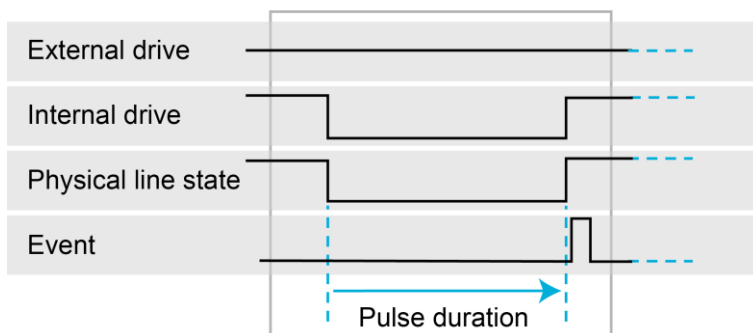 External drive
Internal drive
Physical line state
Event
Pulse duration